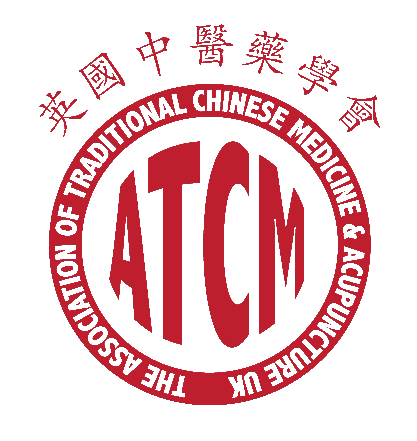 英國中醫藥學會
THE ASSOCIATION OF TRADITIONAL CHINESE MEDICINE & ACUPUNCTURE UK
ATCM